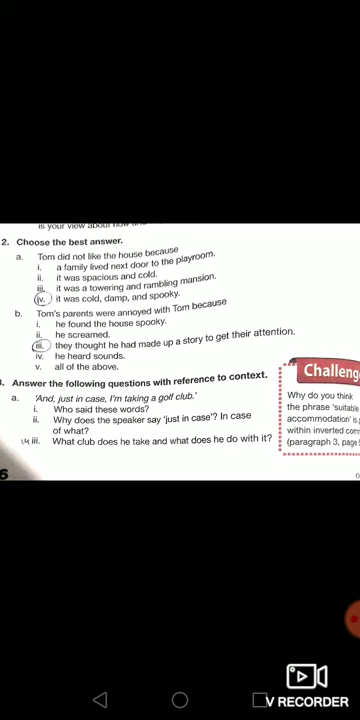 is your view about how
2. Choose the best answer.
a. Tom did not like the house because
i. a family lived next door to the playroom.
ii. it was spacious and cold.
iii. it was a towering and rambling mansion.
iv. it was cold, damp, and spooky.
b. Tom's parents were annoyed with Tom because
i. he found the house spooky.
ii. he screamed.
iii. they thought he had made up a story to get their attention.
iv. he heard sounds.
v. all of the above.
Answer the following questions with reference to context.
a. 'And, just in case, I'm taking a golf club.'
i. Who said these words?
ii. Why does the speaker say 'just in case'? In case
of what?
iii. What club does he take and what does he do with it?
6
Challeng
Why do you think
the phrase 'suitable
accommodation' is
within inverted com
(paragraph 3, page
V RECORDER